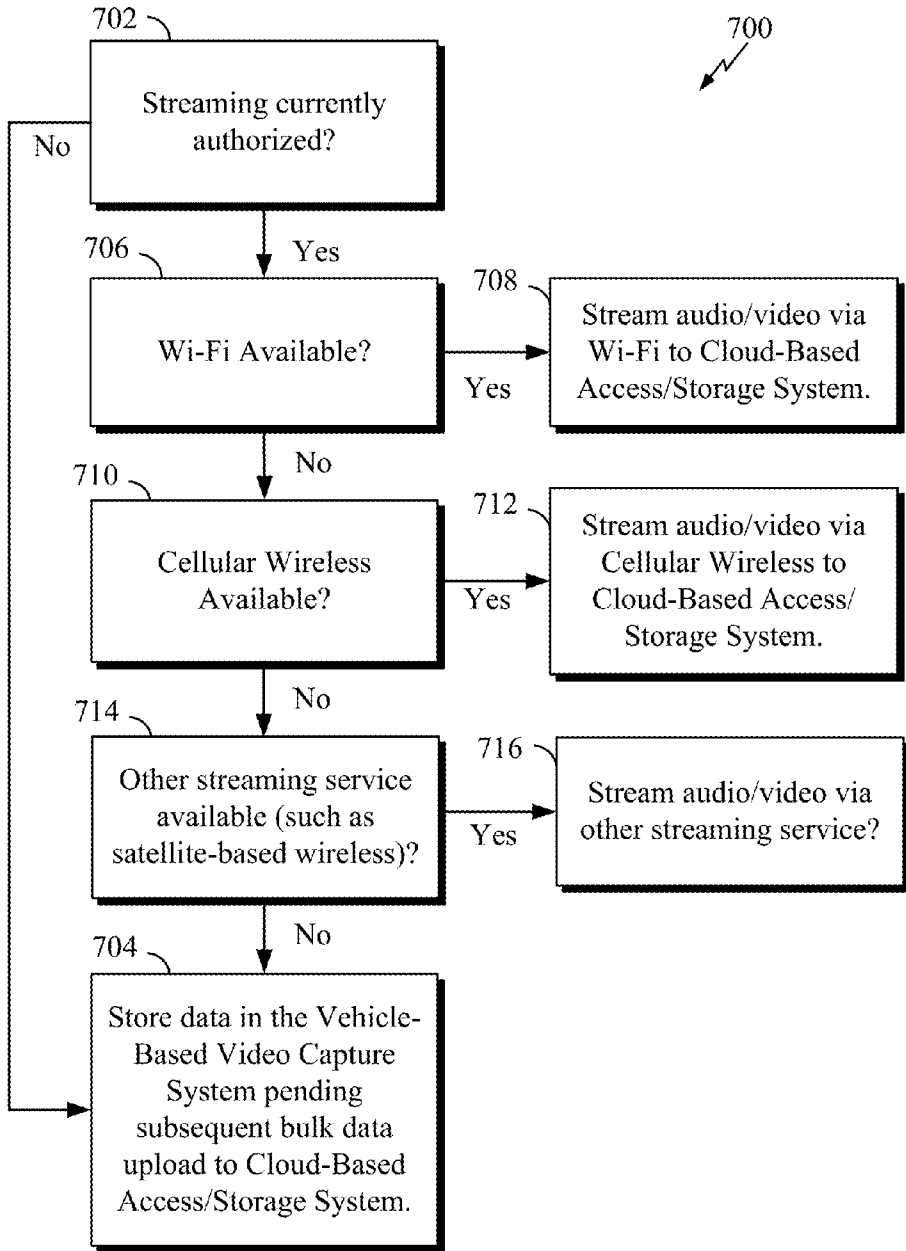 702
700
Streaming currently
authorized?
No
Yes
706
Wi-Fi Available?
Yes
708
Stream audio/video via
Wi-Fi to Cloud-Based
Access/Storage System.
No
710
Cellular Wireless
Available?
Yes
712
Stream audio/video via
Cellular Wireless to
Cloud-Based Access/
Storage System.
No
714
Other streaming service
available (such as
satellite-based wireless)?
Yes
716
Stream audio/video via
other streaming service?
No
704
Store data in the Vehicle-
Based Video Capture
System pending
subsequent bulk data
upload to Cloud-Based
Access/Storage System.